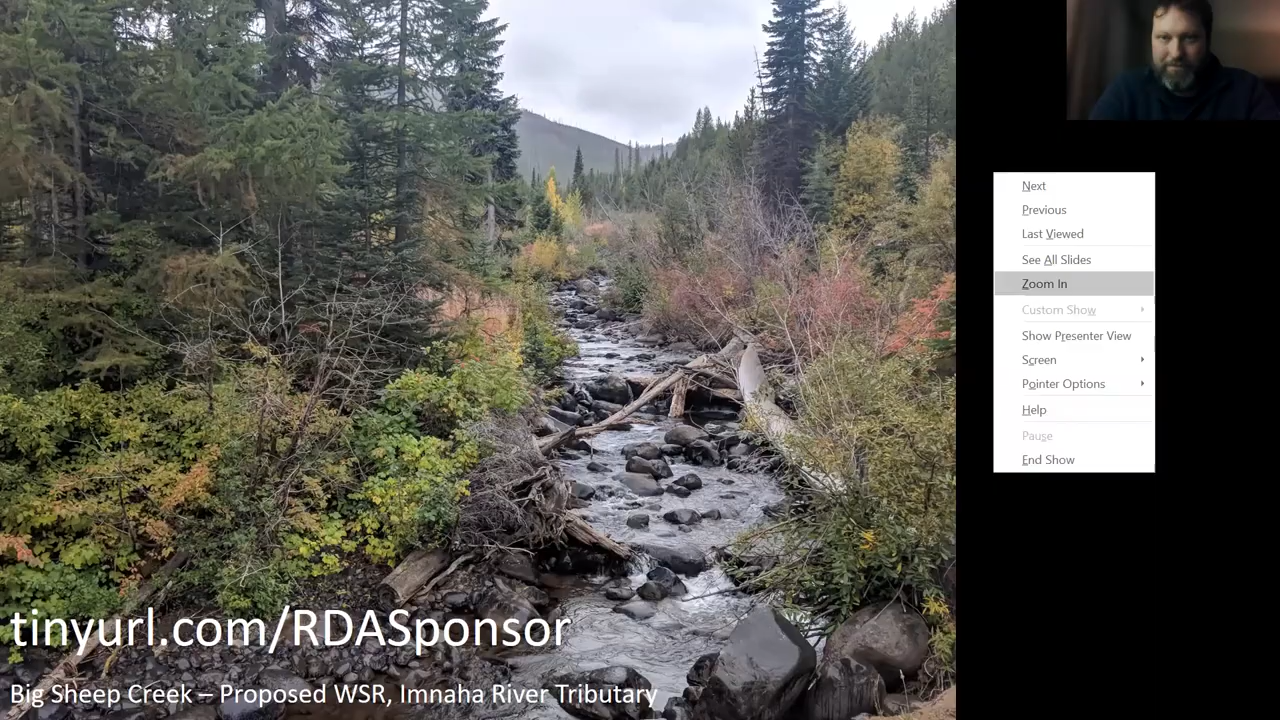 Next
Previous
Last Viewed
See All Slides
Zoom In
Custom Show
Show Presenter View
Screen
Pointer Options
Help
Pause
End Show
tinyurl.com/RDASponsor
Big Sheep Creek – Proposed WSR, Imnaha River Tributary